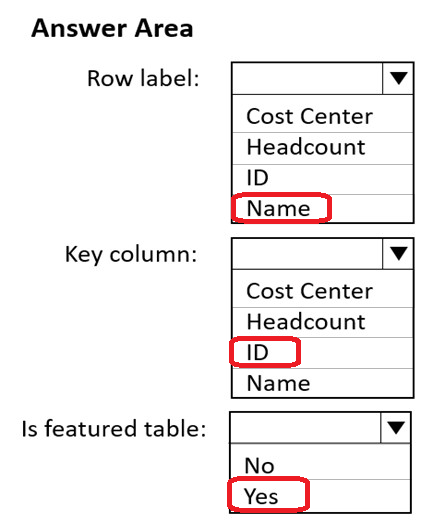 Answer Area
Row label:
Cost Center
Headcount
ID
Name
Key column:
Cost Center
Headcount
ID
Name
Is featured table:
No
Yes